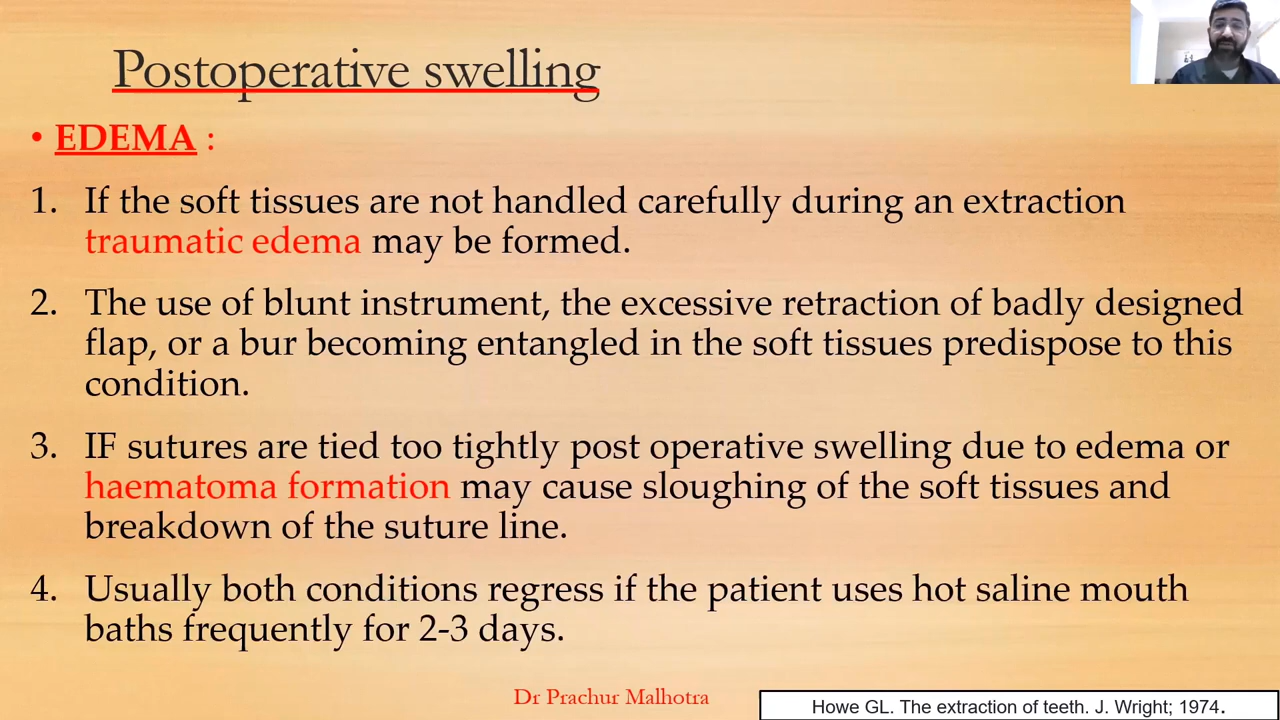 Postoperative swelling
• EDEMA :
1. If the soft tissues are not handled carefully during an extraction
traumatic edema may be formed.
2. The use of blunt instrument, the excessive retraction of badly designed
flap, or a bur becoming entangled in the soft tissues predispose to this
condition.
3. IF sutures are tied too tightly post operative swelling due to edema or
haematoma formation may cause sloughing of the soft tissues and
breakdown of the suture line.
4. Usually both conditions regress if the patient uses hot saline mouth
baths frequently for 2-3 days.
Dr Prachur Malhotra
Howe GL. The extraction of teeth. J. Wright; 1974.